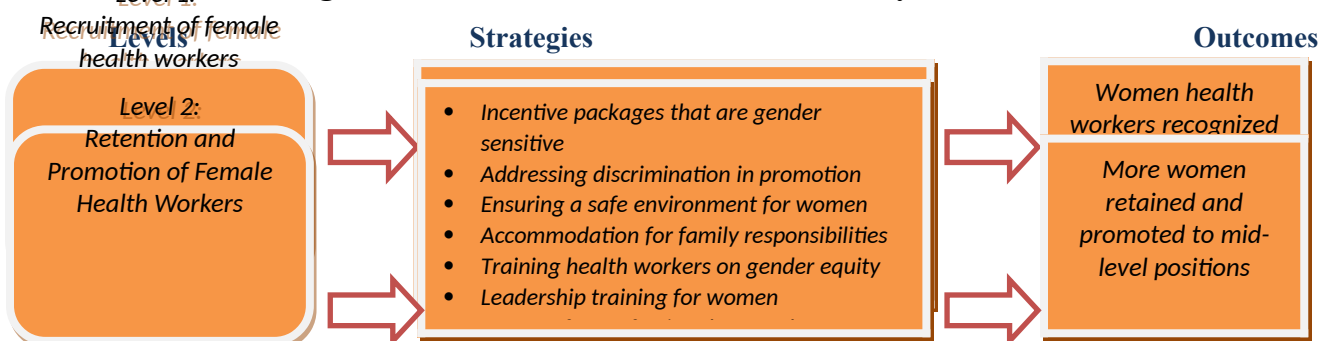 Level 1:
Recruitment of female
health workers
Levels
Strategies
Outcomes
Level 2:
Retention and
Promotion of Female
Health Workers
• Incentive packages that are gender
sensitive
• Addressing discrimination in promotion
• Ensuring a safe environment for women
• Accommodation for family responsibilities
• Training health workers on gender equity
• Leadership training for women
Women health
workers recognized
More women
retained and
promoted to mid-
level positions